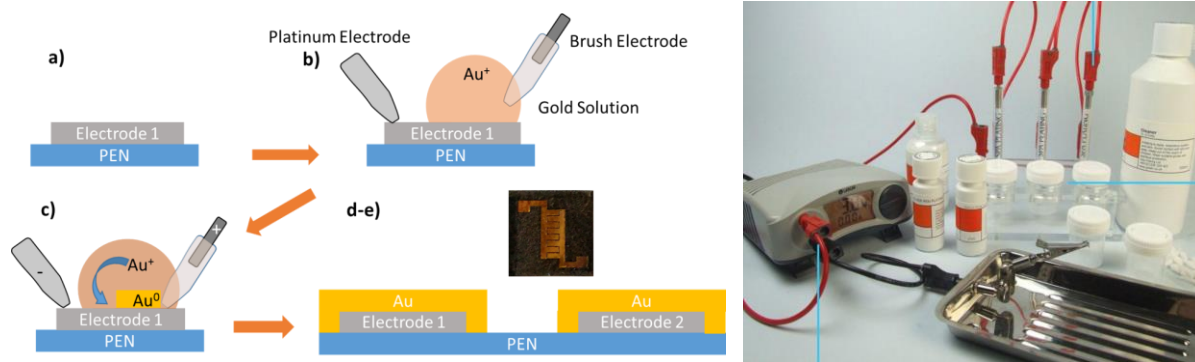 a)
Electrode 1
PEN
b)
Platinum Electrode
Brush Electrode
Au⁺
Gold Solution
Electrode 1
PEN
c)
-
+
Au⁺
Au⁰
Electrode 1
PEN
d-e)
Au
Au
Electrode 1
Electrode 2
PEN
Cleaner